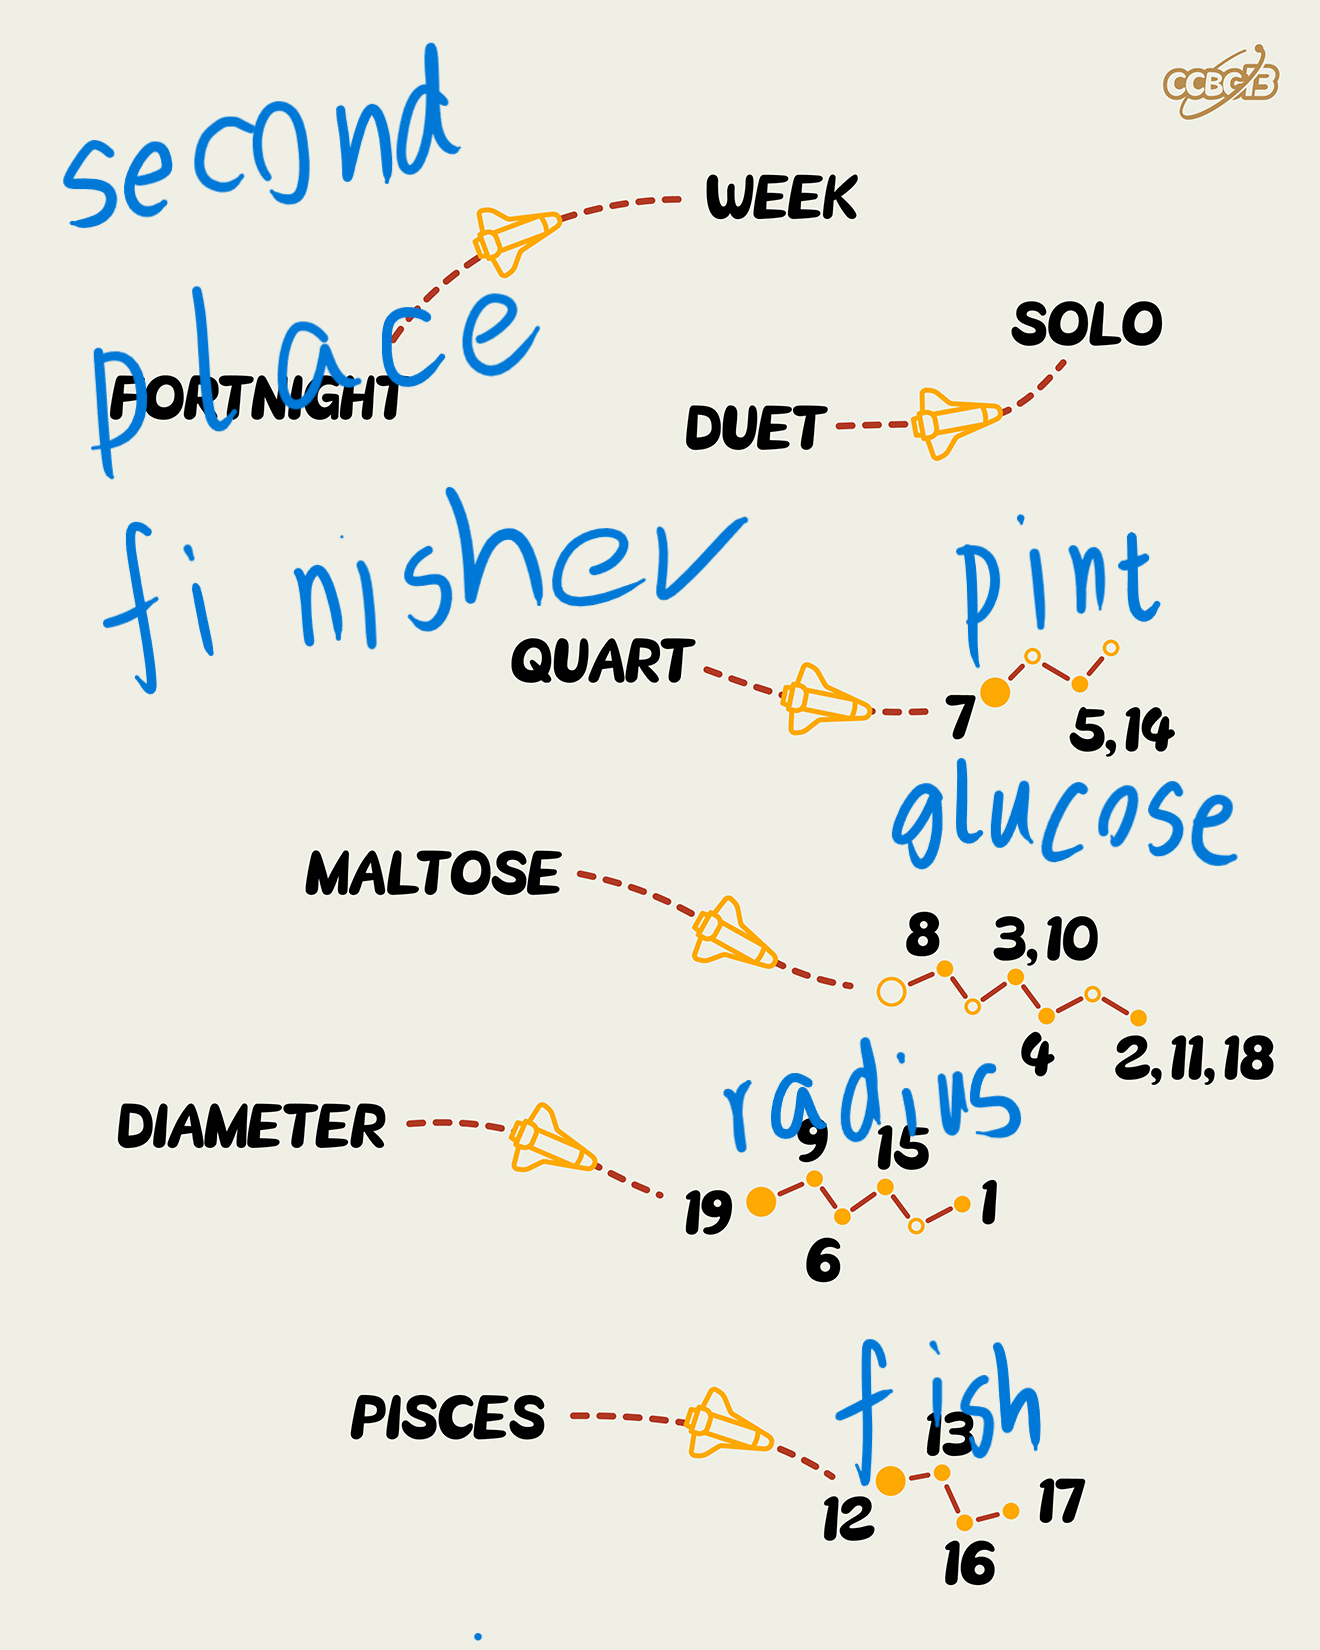 CCBC13
second
WEEK
place
SOLO
FORTNIGHT
DUET
finisher
pint
QUART
7
5,14
glucose
MALTOSE
8 3,10
4 2,11,18
radius
DIAMETER
9 15
19 1
6
fish
PISCES
13
12 17
16